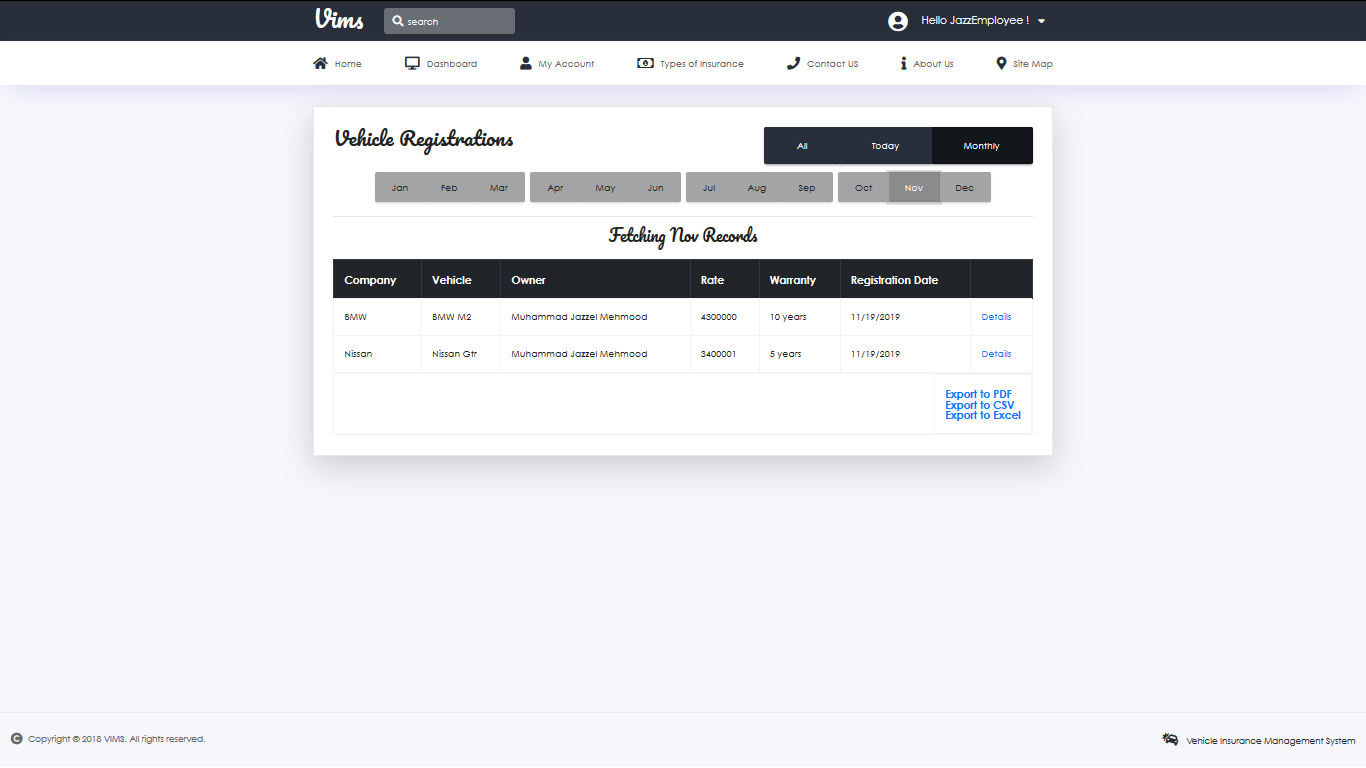 Vims search Hello JazzEmployee !
Home Dashboard My Account Types of Insurance Contact US About Us Site Map
Vehicle Registrations All Today Monthly
Jan Feb Mar Apr May Jun Jul Aug Sep Oct Nov Dec
Fetching Nov Records
Company Vehicle Owner Rate Warranty Registration Date
BMW BMW M2 Muhammad Jazzel Mehmood 4300000 10 years 11/19/2019 Details
Nissan Nissan Gtr Muhammad Jazzel Mehmood 3400001 5 years 11/19/2019 Details
Export to PDF
Export to CSV
Export to Excel
Copyright © 2018 VIMS. All rights reserved. Vehicle Insurance Management System